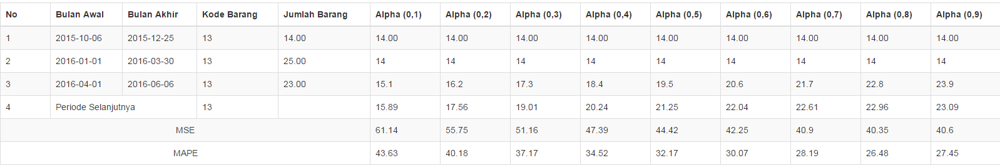 No Bulan Awal Bulan Akhir Kode Barang Jumlah Barang Alpha (0,1) Alpha (0,2) Alpha (0,3) Alpha (0,4) Alpha (0,5) Alpha (0,6) Alpha (0,7) Alpha (0,8) Alpha (0,9)
1 2015-10-06 2015-12-25 13 14.00 14.00 14.00 14.00 14.00 14.00 14.00 14.00 14.00 14.00
2 2016-01-01 2016-03-30 13 25.00 14 14 14 14 14 14 14 14 14
3 2016-04-01 2016-06-06 13 23.00 15.1 16.2 17.3 18.4 19.5 20.6 21.7 22.8 23.9
4 Periode Selanjutnya 13 15.89 17.56 19.01 20.24 21.25 22.04 22.61 22.96 23.09
MSE 61.14 55.75 51.16 47.39 44.42 42.25 40.9 40.35 40.6
MAPE 43.63 40.18 37.17 34.52 32.17 30.07 28.19 26.48 27.45